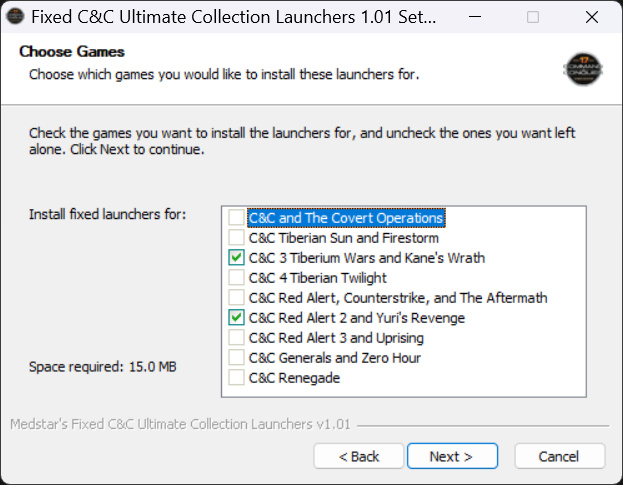 Fixed C&C Ultimate Collection Launchers 1.01 Set...
Choose Games
Choose which games you would like to install these launchers for.
17
COMMAND
CONQUER
Check the games you want to install the launchers for, and uncheck the ones you want left
alone. Click Next to continue.
Install fixed launchers for:
C&C and The Covert Operations
C&C Tiberian Sun and Firestorm
C&C 3 Tiberium Wars and Kane's Wrath
C&C 4 Tiberian Twilight
C&C Red Alert, Counterstrike, and The Aftermath
C&C Red Alert 2 and Yuri's Revenge
C&C Red Alert 3 and Uprising
C&C Generals and Zero Hour
C&C Renegade
Space required: 15.0 MB
Medstar's Fixed C&C Ultimate Collection Launchers v1.01
< Back
Next >
Cancel